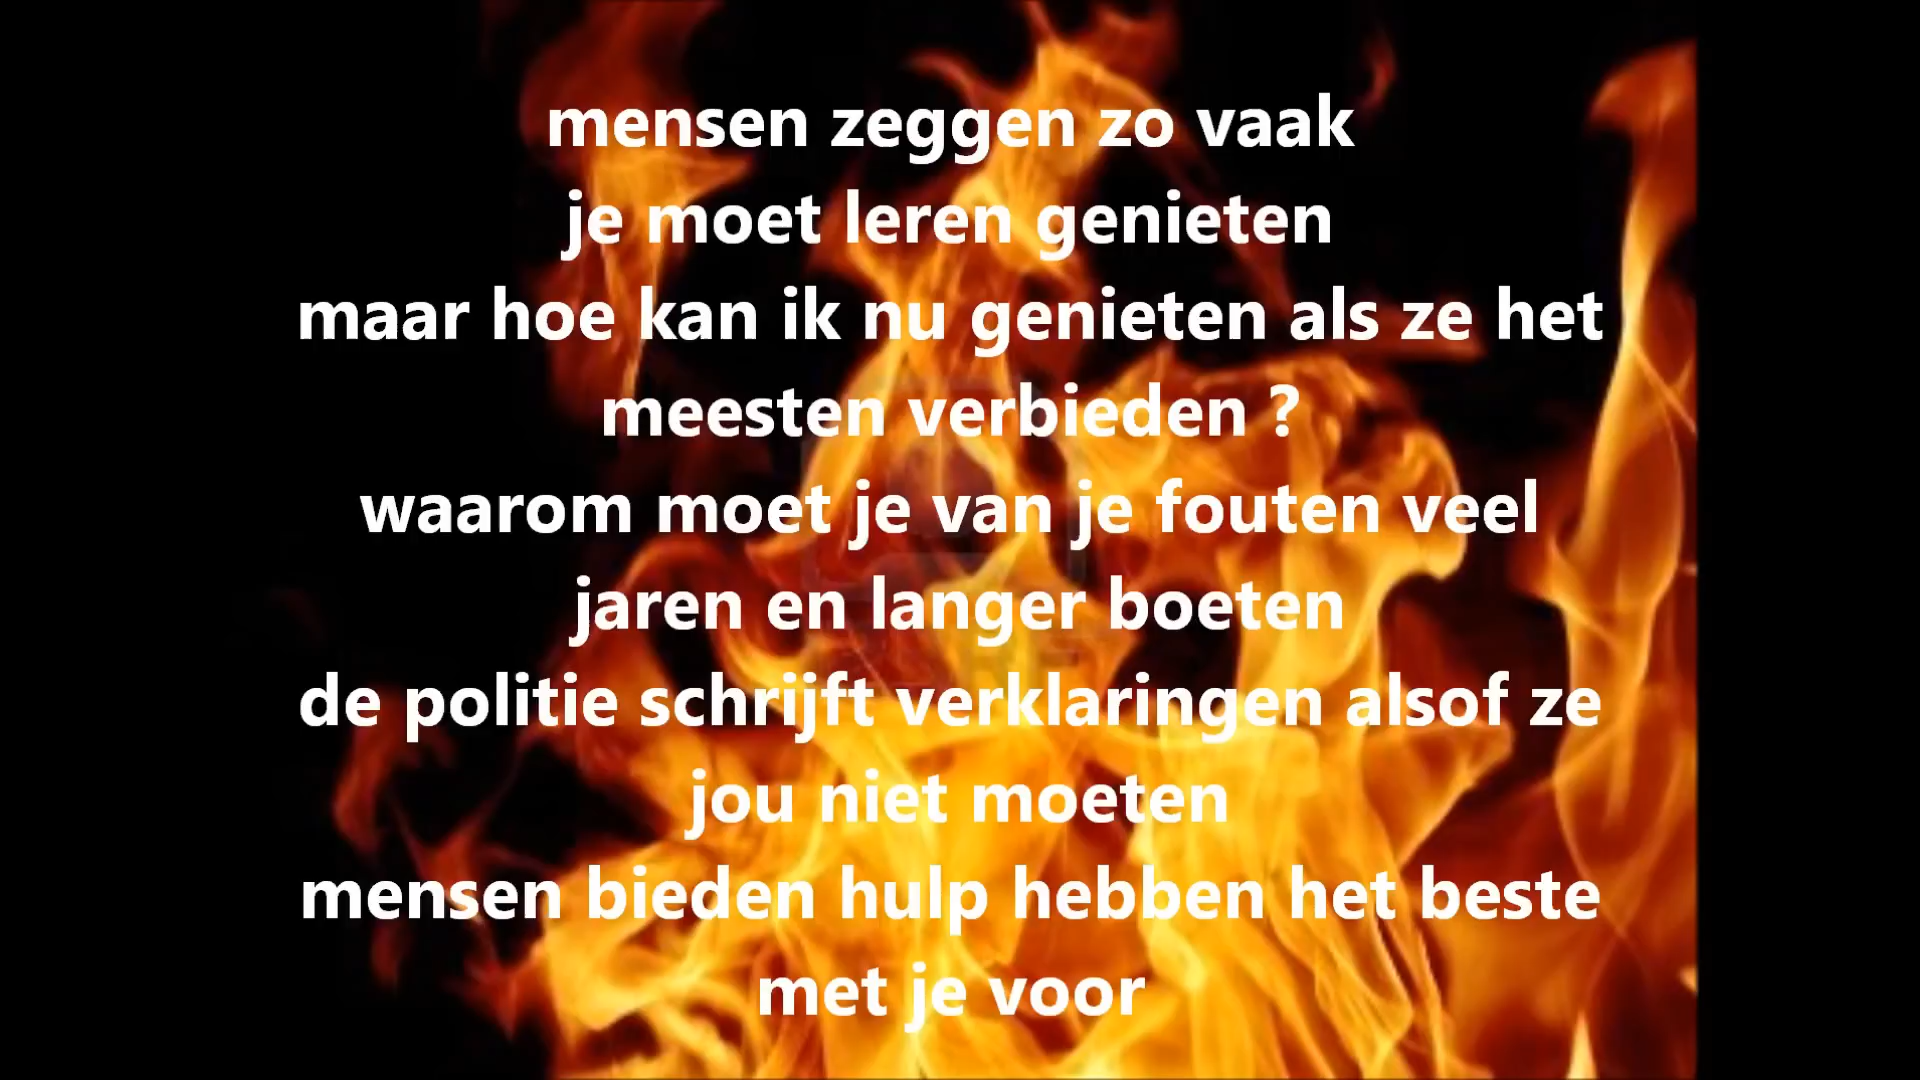 mensen zeggen zo vaak
je moet leren genieten
maar hoe kan ik nu genieten als ze het
meesten verbieden ?
waarom moet je van je fouten veel
jaren en langer boeten
de politie schrijft verklaringen alsof ze
jou niet moeten
mensen bieden hulp hebben het beste
met je voor